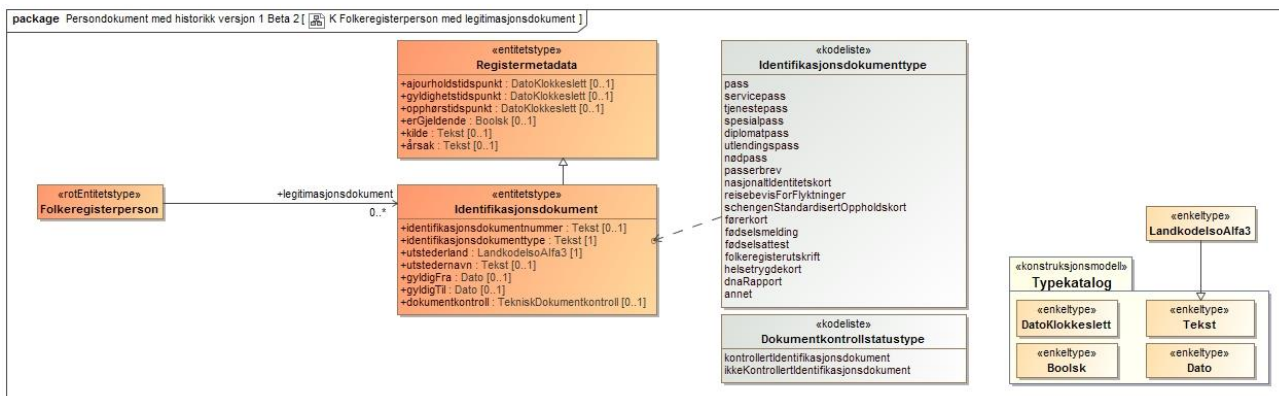 package Persondokument med historikk versjon 1 Beta 2 [ K Folkeregisterperson med legitimasjonsdokument ]
«entitetstype»
Registermetadata
+ajourholdstidspunkt : DatoKlokkeslett [0..1]
+gyldighetstidspunkt : DatoKlokkeslett [0..1]
+opphørstidspunkt : DatoKlokkeslett [0..1]
+erGjeldende : Boolsk [0..1]
+kilde : Tekst [0..1]
+årsak : Tekst [0..1]
«rotEntitetstype»
Folkeregisterperson
+legitimasjonsdokument
0..*
«entitetstype»
Identifikasjonsdokument
+identifikasjonsdokumentnummer : Tekst [0..1]
+identifikasjonsdokumenttype : Tekst [1]
+utstederland : LandkodeIsoAlfa3 [1]
+utstedernavn : Tekst [0..1]
+gyldigFra : Dato [0..1]
+gyldigTil : Dato [0..1]
+dokumentkontroll : TekniskDokumentkontroll [0..1]
«kodeliste»
Identifikasjonsdokumenttype
pass
servicepass
tjenestepass
spesialpass
diplomatpass
utlendingspass
nødpass
passerbrev
nasjonaltIdentitetskort
reisebevisForFlyktninger
schengenStandardisertOppholdskort
førerkort
fødselsmelding
fødselsattest
folkeregisterutskrift
helsetrygdekort
dnaRapport
annet
«kodeliste»
Dokumentkontrollstatustype
kontrollertIdentifikasjonsdokument
ikkeKontrollertIdentifikasjonsdokument
«enkeltype»
LandkodeIsoAlfa3
«konstruksjonsmodell»
Typekatalog
«enkeltype»
DatoKlokkeslett
«enkeltype»
Tekst
«enkeltype»
Boolsk
«enkeltype»
Dato